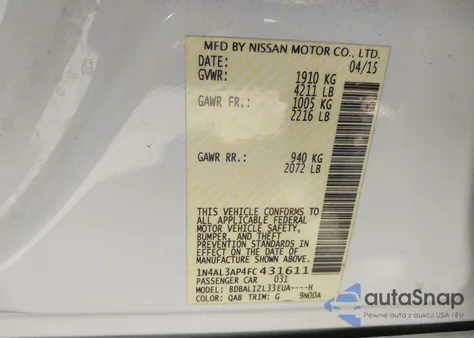 MFD BY NISSAN MOTOR CO., LTD.
DATE: 04/15
GVWR: 1910 KG
4211 LB
GAWR FR.: 1005 KG
2216 LB
GAWR RR.: 940 KG
2072 LB
THIS VEHICLE CONFORMS TO
ALL APPLICABLE FEDERAL
MOTOR VEHICLE SAFETY,
BUMPER, AND THEFT
PREVENTION STANDARDS IN
EFFECT ON THE DATE OF
MANUFACTURE SHOWN ABOVE.
1N4AL3AP4FC431611
PASSENGER CAR 031
MODEL: BDBALIZL33EUA----H
COLOR: QAB TRIM: G 9N00A
autoSnap
Pewne auto z aukcji USA i EU